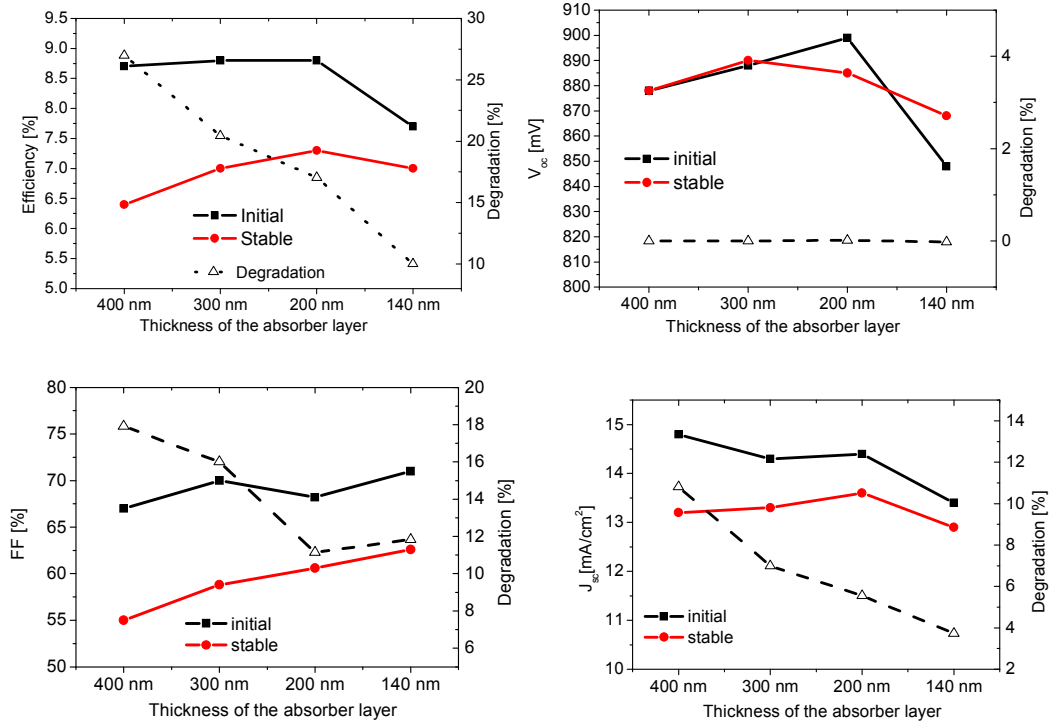 Efficiency [%]
9.5
9.0
8.5
8.0
7.5
7.0
6.5
6.0
5.5
5.0
30
25
20
15
10
Degradation [%]
Initial
Stable
Degradation
400 nm 300 nm 200 nm 140 nm
Thickness of the absorber layer
Voc [mV]
910
900
890
880
870
860
850
840
830
820
810
800
4
2
0
Degradation [%]
initial
stable
400 nm 300 nm 200 nm 140 nm
Thickness of the absorber layer
FF [%]
80
75
70
65
60
55
50
20
18
16
14
12
10
8
6
Degradation [%]
initial
stable
400 nm 300 nm 200 nm 140 nm
Thickness of the absorber layer
Jsc[mA/cm²]
15
14
13
12
11
10
14
12
10
8
6
4
2
Degradation [%]
initial
stable
400 nm 300 nm 200 nm 140 nm
Thickness of the absorber layer